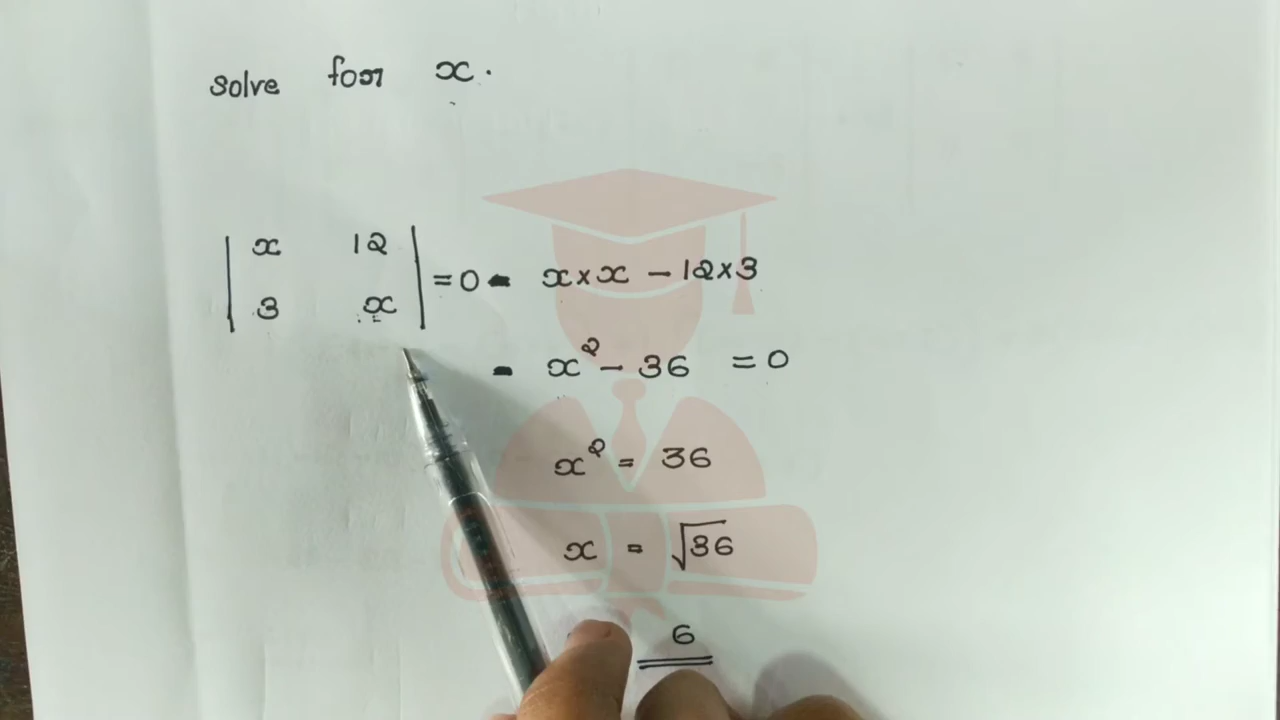 solve for x.
| x 12 | = 0 = x × x − 12 × 3
| 3 x |
= x² − 36 = 0
x² = 36
x = √36
6